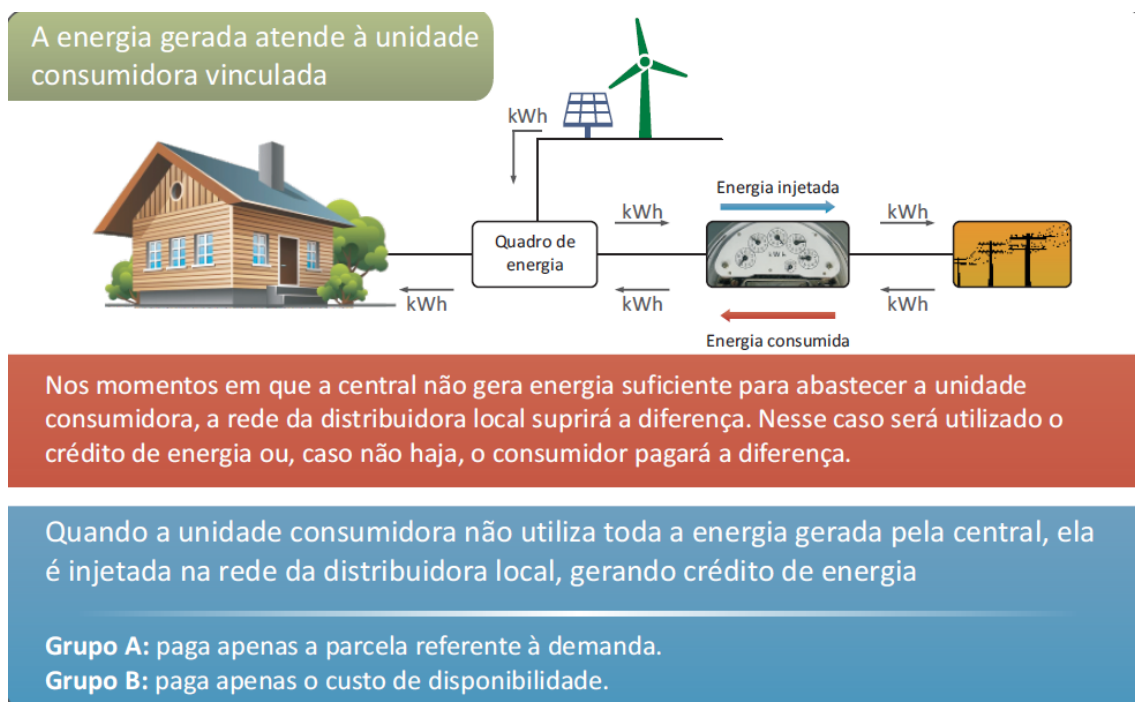 A energia gerada atende à unidade
consumidora vinculada
kWh
Energia injetada
kWh
kWh
Quadro de
energia
kWh
kWh
kWh
kWh
Energia consumida
Nos momentos em que a central não gera energia suficiente para abastecer a unidade
consumidora, a rede da distribuidora local suprirá a diferença. Nesse caso será utilizado o
crédito de energia ou, caso não haja, o consumidor pagará a diferença.
Quando a unidade consumidora não utiliza toda a energia gerada pela central, ela
é injetada na rede da distribuidora local, gerando crédito de energia
Grupo A: paga apenas a parcela referente à demanda.
Grupo B: paga apenas o custo de disponibilidade.